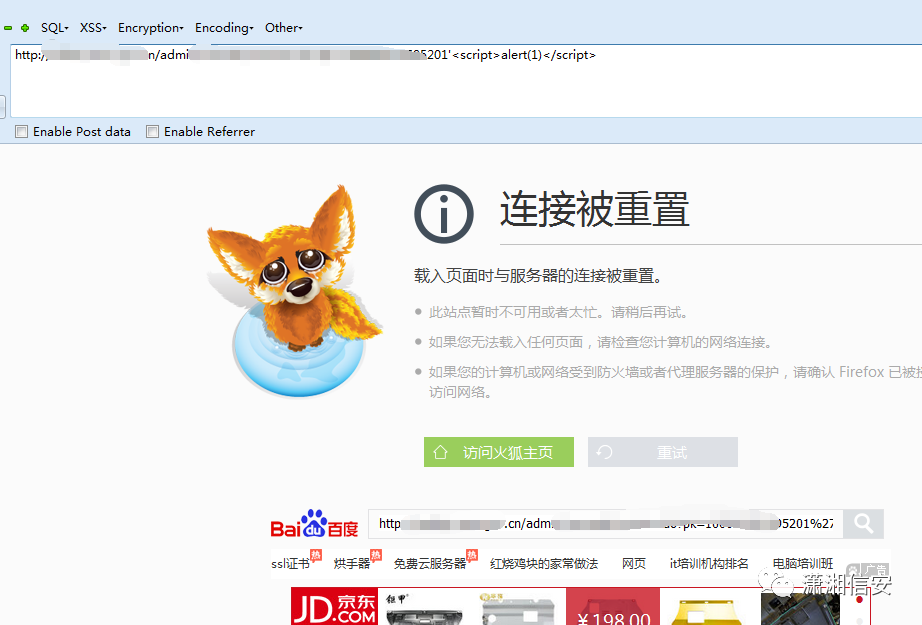 SQL- XSS- Encryption- Encoding- Other-
http:/ n/admi 05201'<script>alert(1)</script>
Enable Post data Enable Referrer
连接被重置
载入页面时与服务器的连接被重置。
此站点暂时不可用或者太忙。请稍后再试。
如果您无法载入任何页面，请检查您计算机的网络连接。
如果您的计算机或网络受到防火墙或者代理服务器的保护，请确认 Firefox 已被授
访问网络。
访问火狐主页 重试
Bai du 百度 http .cn/adm ?pk=10 05201%27
ssl证书 热 烘手器 热 免费云服务器 热 红烧鸡块的家常做法 网页 it培训机构排名 电脑培训班 广告
潇湘信安
JD 京东 铠甲 ¥198.00
.COM